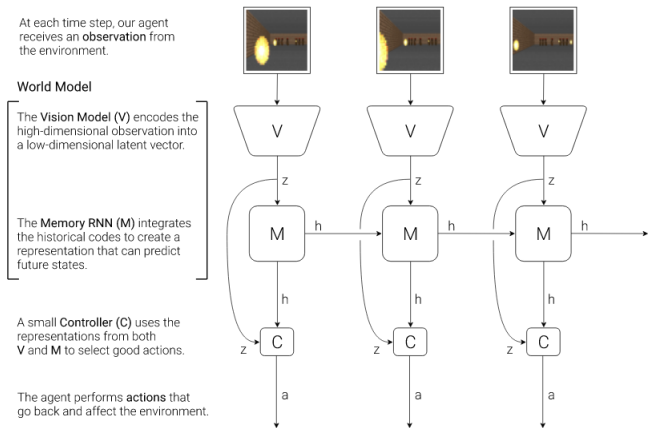 At each time step, our agent
receives an observation from
the environment.
World Model
The Vision Model (V) encodes the
high-dimensional observation into
a low-dimensional latent vector.
The Memory RNN (M) integrates
the historical codes to create a
representation that can predict
future states.
A small Controller (C) uses the
representations from both
V and M to select good actions.
The agent performs actions that
go back and affect the environment.
V V V
z z z
M h M h M h
h h h
z C z C z C
a a a